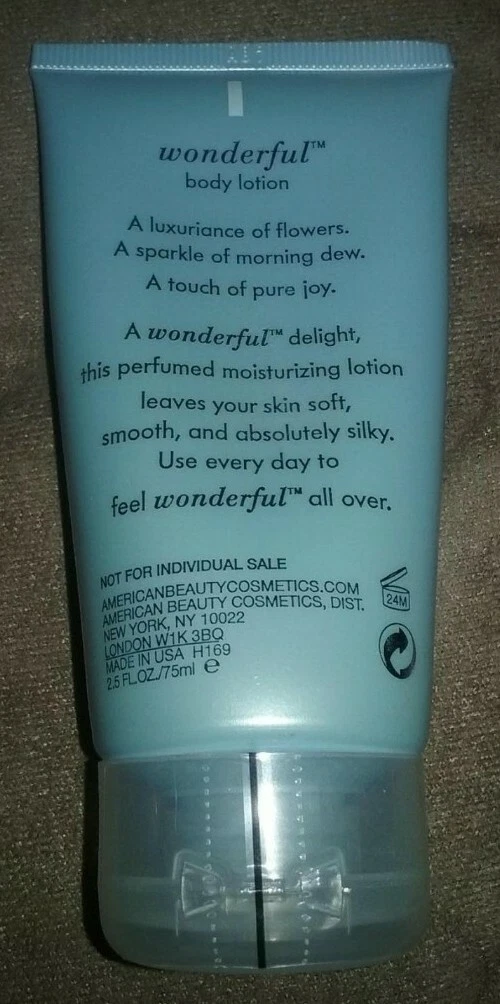 wonderful™
body lotion
A luxuriance of flowers.
A sparkle of morning dew.
A touch of pure joy.
A wonderful™ delight,
this perfumed moisturizing lotion
leaves your skin soft,
smooth, and absolutely silky.
Use every day to
feel wonderful™ all over.
NOT FOR INDIVIDUAL SALE
AMERICANBEAUTYCOSMETICS.COM
AMERICAN BEAUTY COSMETICS, DIST.
NEW YORK, NY 10022
LONDON W1K 3BQ
MADE IN USA H169
2.5 FL.OZ./75ml e
24M